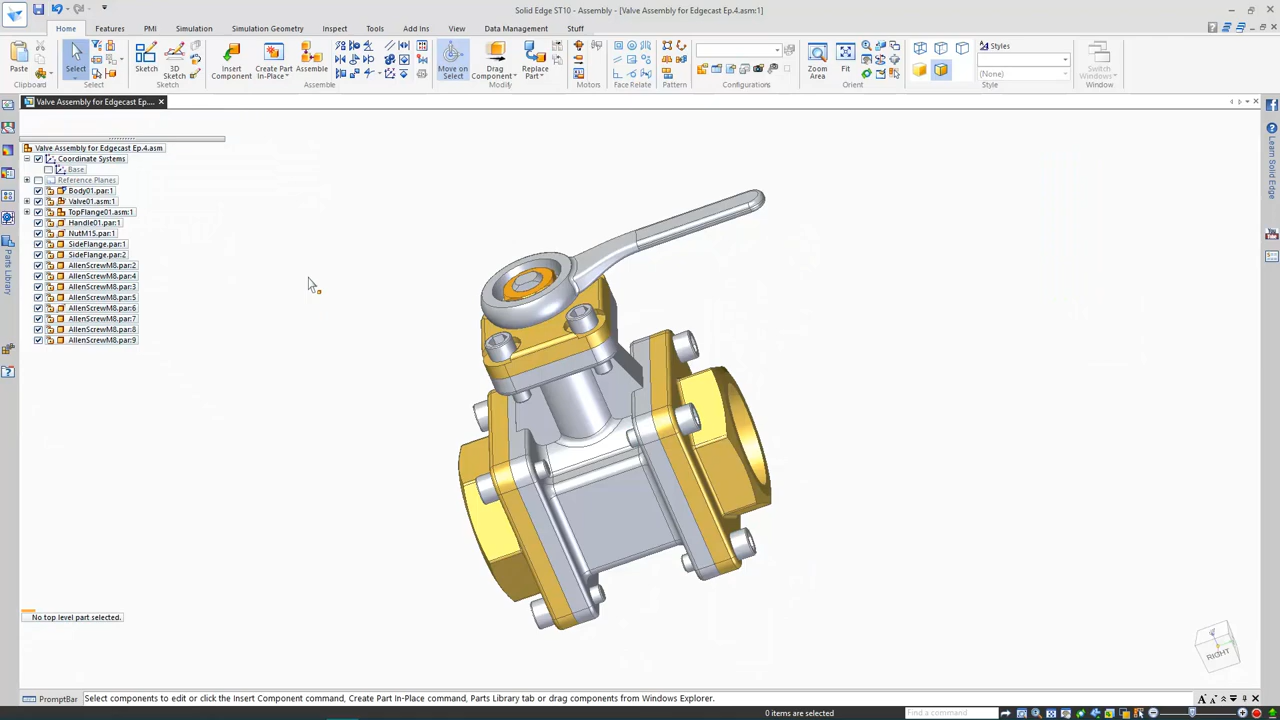 Solid Edge ST10 - Assembly - [Valve Assembly for Edgecast Ep.4.asm:1]
Home Features PMI Simulation Simulation Geometry Inspect Tools View Add Ins Data Management Stuff
Paste Select Sketch 3D Sketch Insert Component Create Part In-Place Assemble Move on Select Drag Component Replace Part Zoom Area Fit Styles (None) Switch Windows
Clipboard Select Sketch Assemble Modify Motors Face Relate Pattern Configurations Orient Style Window
Valve Assembly for Edgecast Ep....
Valve Assembly for Edgecast Ep.4.asm
Coordinate Systems
Base
Reference Planes
Body01.par:1
Valve01.asm:1
TopFlange01.asm:1
Handle01.par:1
NutM15.par:1
SideFlange.par:1
SideFlange.par:2
AllenScrewM8.par:2
AllenScrewM8.par:4
AllenScrewM8.par:3
AllenScrewM8.par:5
AllenScrewM8.par:6
AllenScrewM8.par:7
AllenScrewM8.par:8
AllenScrewM8.par:9
Parts Library
Learn Solid Edge
No top level part selected.
RIGHT
PromptBar Select components to edit or click the Insert Component command, Create Part In-Place command, Parts Library tab or drag components from Windows Explorer.
0 items are selected Find a command